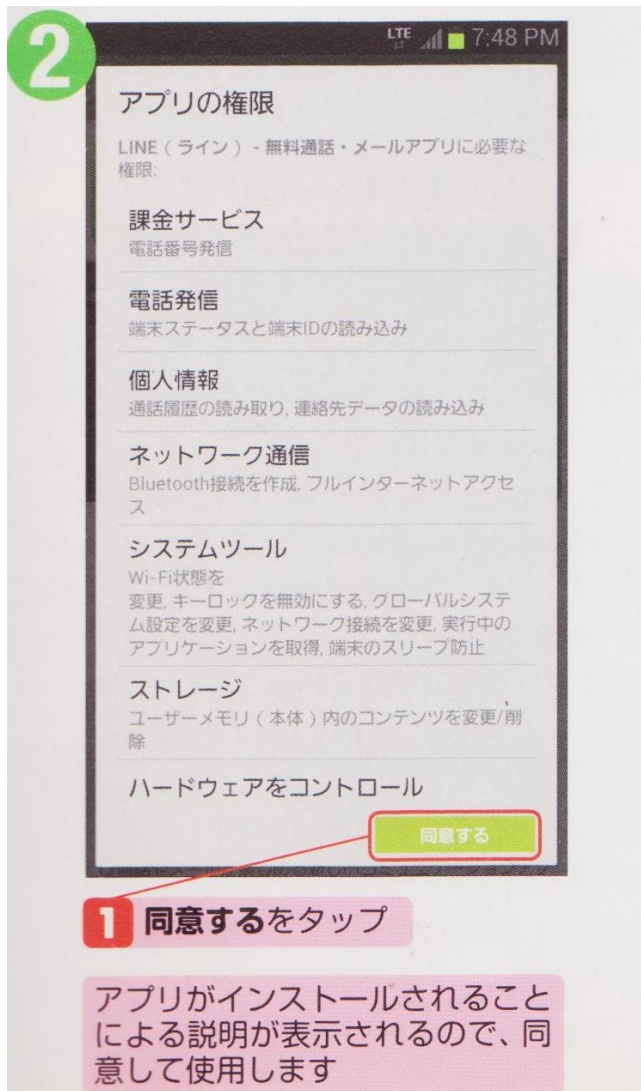 2
LTE 7:48 PM
アプリの権限
LINE ( ライン ) - 無料通話・メールアプリに必要な
権限:
課金サービス
電話番号発信
電話発信
端末ステータスと端末IDの読み込み
個人情報
通話履歴の読み取り, 連絡先データの読み込み
ネットワーク通信
Bluetooth接続を作成, フルインターネットアクセ
ス
システムツール
Wi-Fi状態を
変更, キーロックを無効にする, グローバルシステ
ム設定を変更, ネットワーク接続を変更, 実行中の
アプリケーションを取得, 端末のスリープ防止
ストレージ
ユーザーメモリ ( 本体 ) 内のコンテンツを変更/削
除
ハードウェアをコントロール
同意する
1 同意するをタップ
アプリがインストールされること
による説明が表示されるので、同
意して使用します